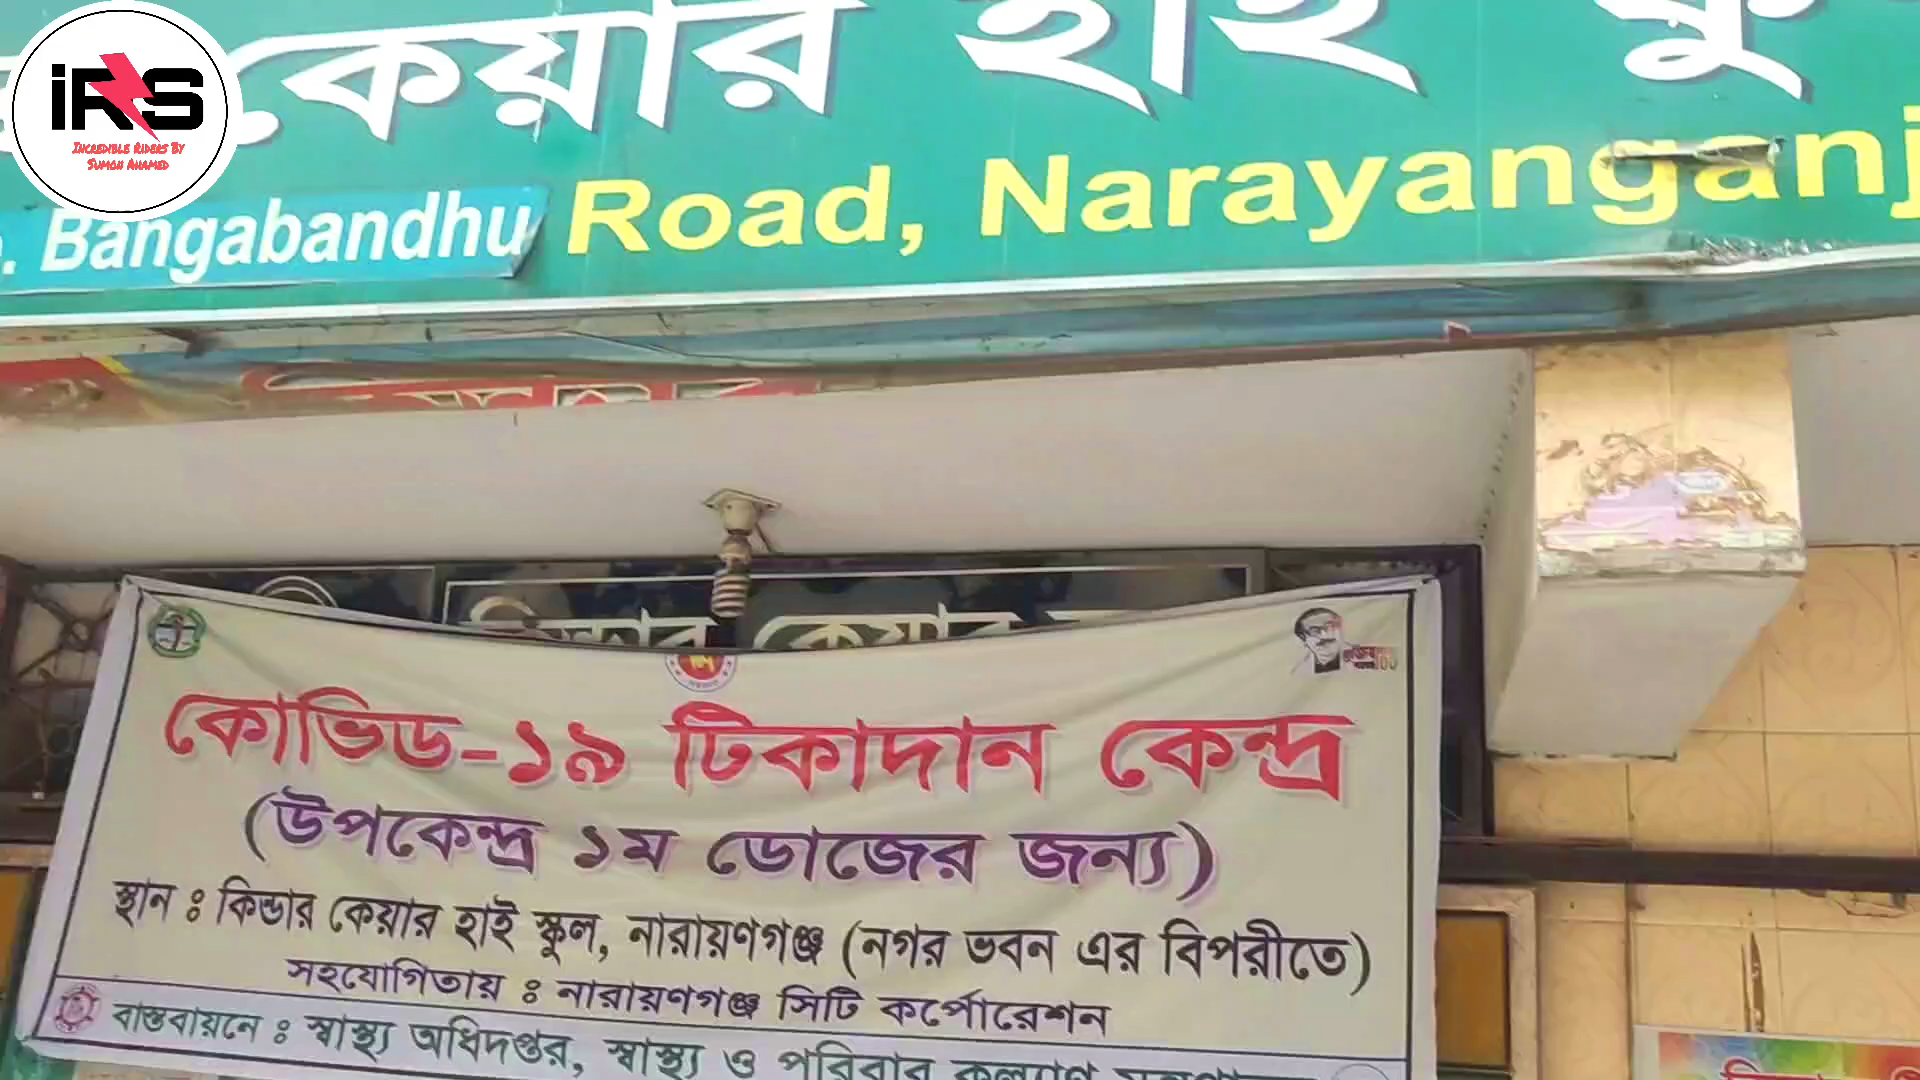 কেয়ার হাই স্কু
iRS
Incredible Riders By
Sumon Ahamed
Bangabandhu Road, Narayanganj
কোভিড-১৯ টিকাদান কেন্দ্র
(উপকেন্দ্র ১ম ডোজের জন্য)
স্থান ঃ কিন্ডার কেয়ার হাই স্কুল, নারায়ণগঞ্জ (নগর ভবন এর বিপরীতে)
সহযোগিতায় ঃ নারায়ণগঞ্জ সিটি কর্পোরেশন
বাস্তবায়নে ঃ স্বাস্থ্য অধিদপ্তর, স্বাস্থ্য ও পরিবার কল্যাণ